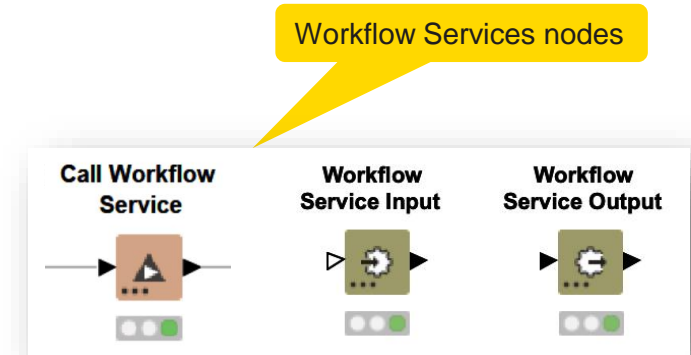 Workflow Services nodes
Call Workflow
Service
Workflow
Service Input
Workflow
Service Output